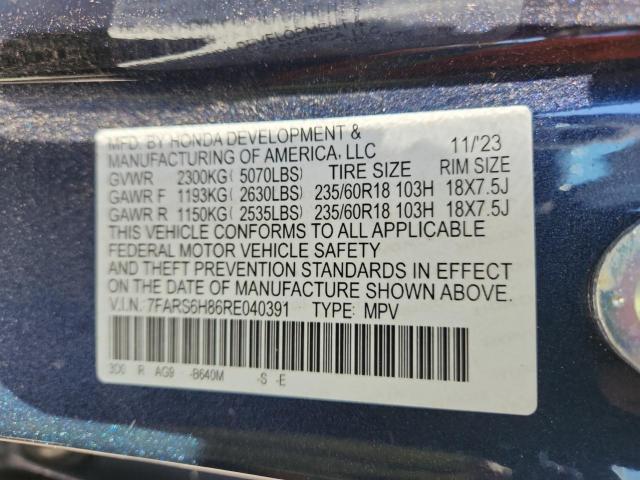 MFD. BY HONDA DEVELOPMENT &
MANUFACTURING OF AMERICA, LLC 11/'23
GVWR 2300KG ( 5070LBS) TIRE SIZE RIM SIZE
GAWR F 1193KG ( 2630LBS) 235/60R18 103H 18X7.5J
GAWR R 1150KG ( 2535LBS) 235/60R18 103H 18X7.5J
THIS VEHICLE CONFORMS TO ALL APPLICABLE
FEDERAL MOTOR VEHICLE SAFETY
AND THEFT PREVENTION STANDARDS IN EFFECT
ON THE DATE OF MANUFACTURE SHOWN ABOVE.
V.I.N. 7FARS6H86RE040391 TYPE: MPV
3D0 R AG9 -B640M -S -E